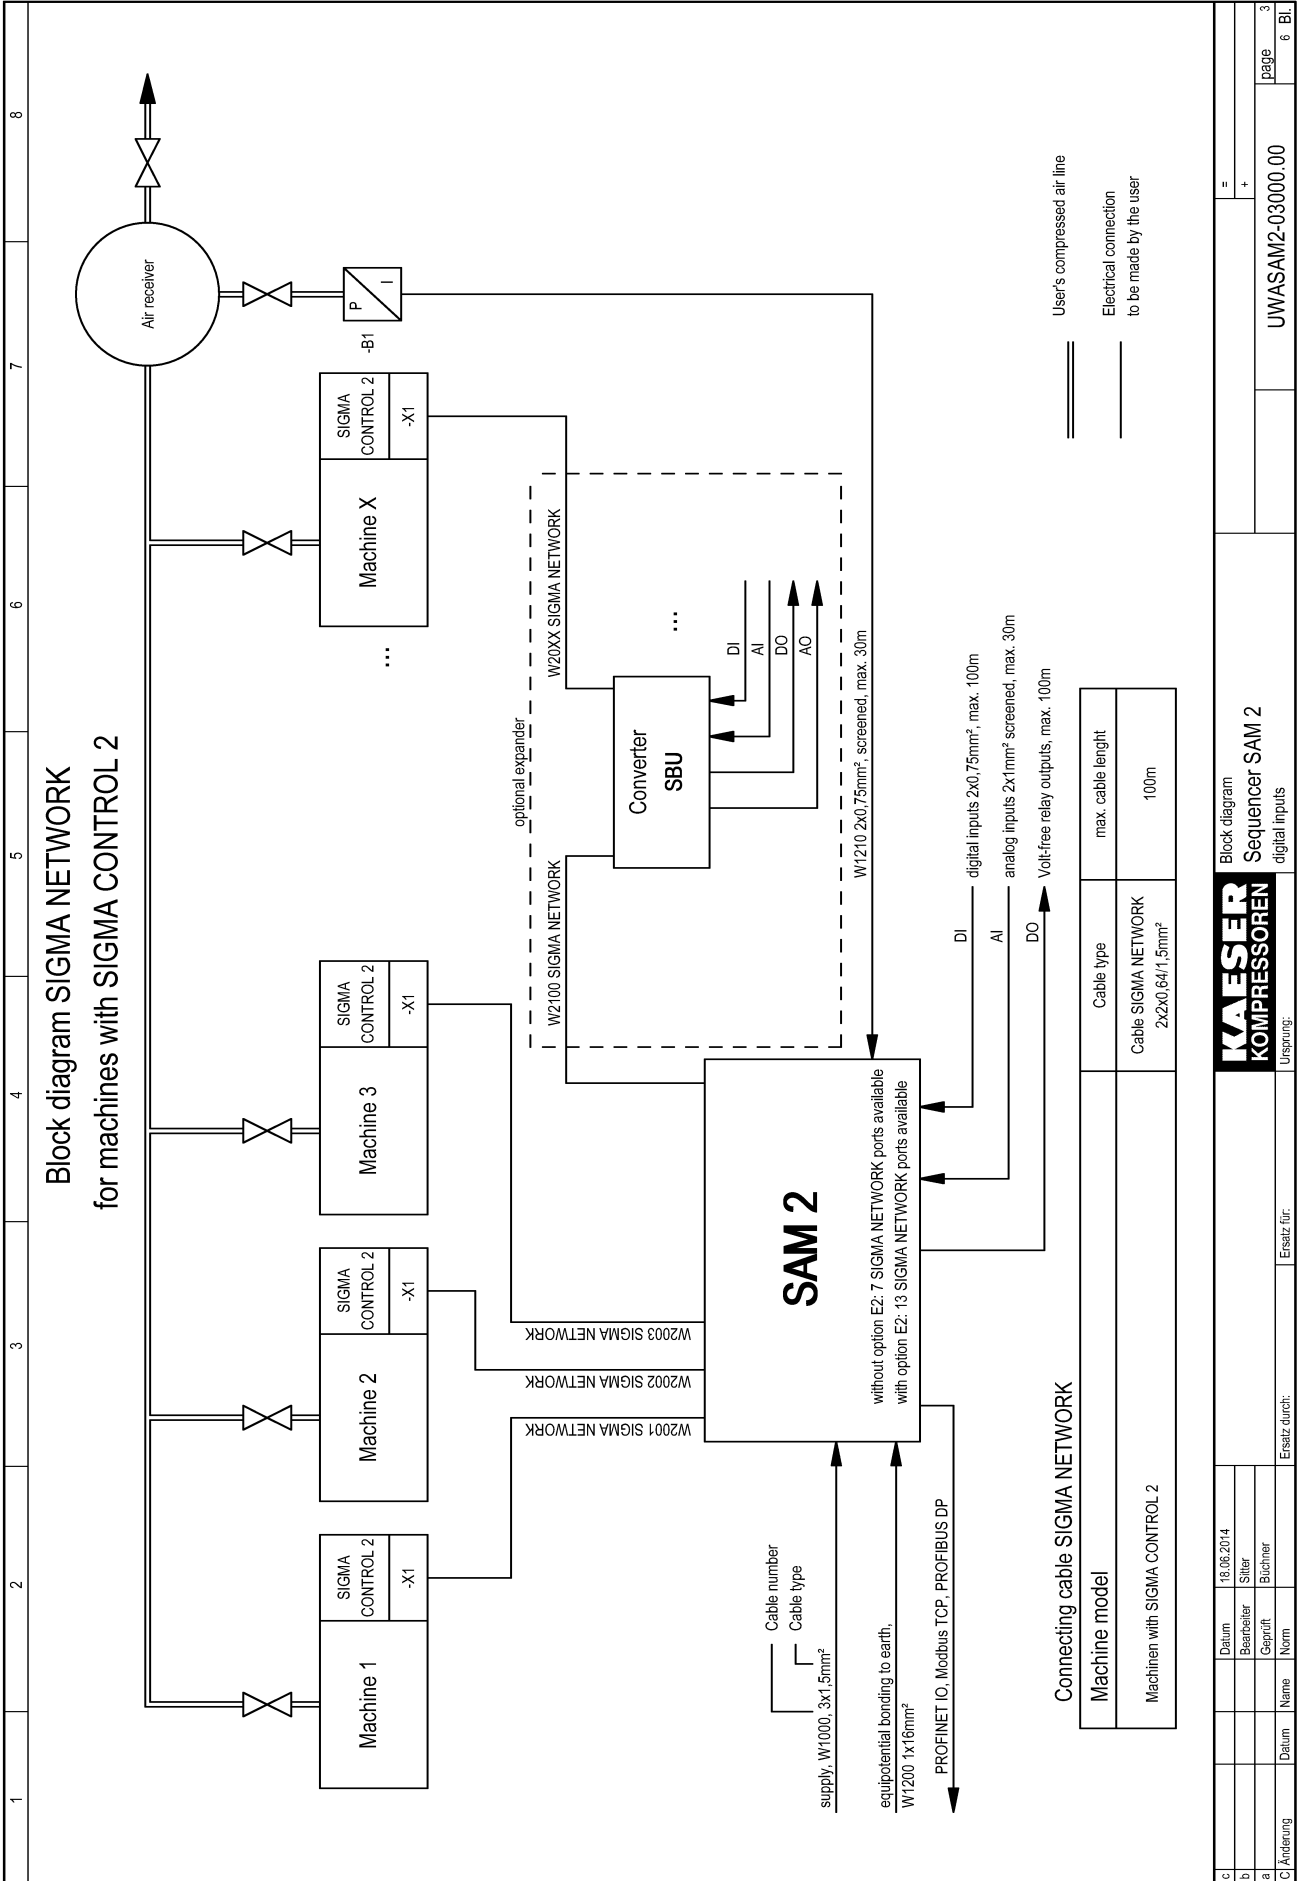 1
2
3
4
5
6
7
8
Block diagram SIGMA NETWORK
for machines with SIGMA CONTROL 2
Air receiver
P
I
-B1
Machine 1
SIGMA
CONTROL 2
-X1
Machine 2
SIGMA
CONTROL 2
-X1
Machine 3
SIGMA
CONTROL 2
-X1
...
Machine X
SIGMA
CONTROL 2
-X1
W2001 SIGMA NETWORK
W2002 SIGMA NETWORK
W2003 SIGMA NETWORK
optional expander
W2100 SIGMA NETWORK
W20XX SIGMA NETWORK
Converter
SBU
...
DI
AI
DO
AO
W1210 2x0,75mm², screened, max. 30m
SAM 2
without option E2: 7 SIGMA NETWORK ports available
with option E2: 13 SIGMA NETWORK ports available
Cable number
Cable type
supply, W1000, 3x1,5mm²
equipotential bonding to earth,
W1200 1x16mm²
PROFINET IO, Modbus TCP, PROFIBUS DP
DI
digital inputs 2x0,75mm², max. 100m
AI
analog inputs 2x1mm² screened, max. 30m
DO
Volt-free relay outputs, max. 100m
User's compressed air line
Electrical connection
to be made by the user
Connecting cable SIGMA NETWORK
Machine model
Cable type
max. cable lenght
Machinen with SIGMA CONTROL 2
Cable SIGMA NETWORK
2x2x0,64/1,5mm²
100m
c
b
a
C
Änderung
Datum
Name
Datum
18.06.2014
Bearbeiter
Sitter
Geprüft
Büchner
Norm
Ersatz durch:
Ersatz für:
Ursprung:
KAESER
KOMPRESSOREN
Block diagram
Sequencer SAM 2
digital inputs
=
+
UWASAM2-03000.00
page
3
6 Bl.